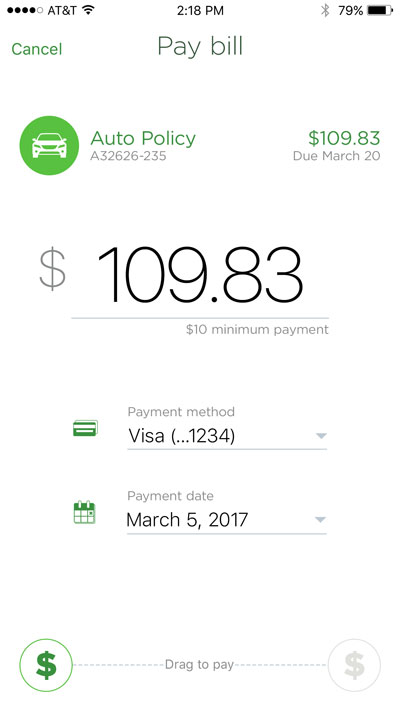 AT&T 2:18 PM 79%
Cancel Pay bill
Auto Policy $109.83
A32626-235 Due March 20
$ 109.83
$10 minimum payment
Payment method
Visa (...1234)
Payment date
March 5, 2017
$ Drag to pay $